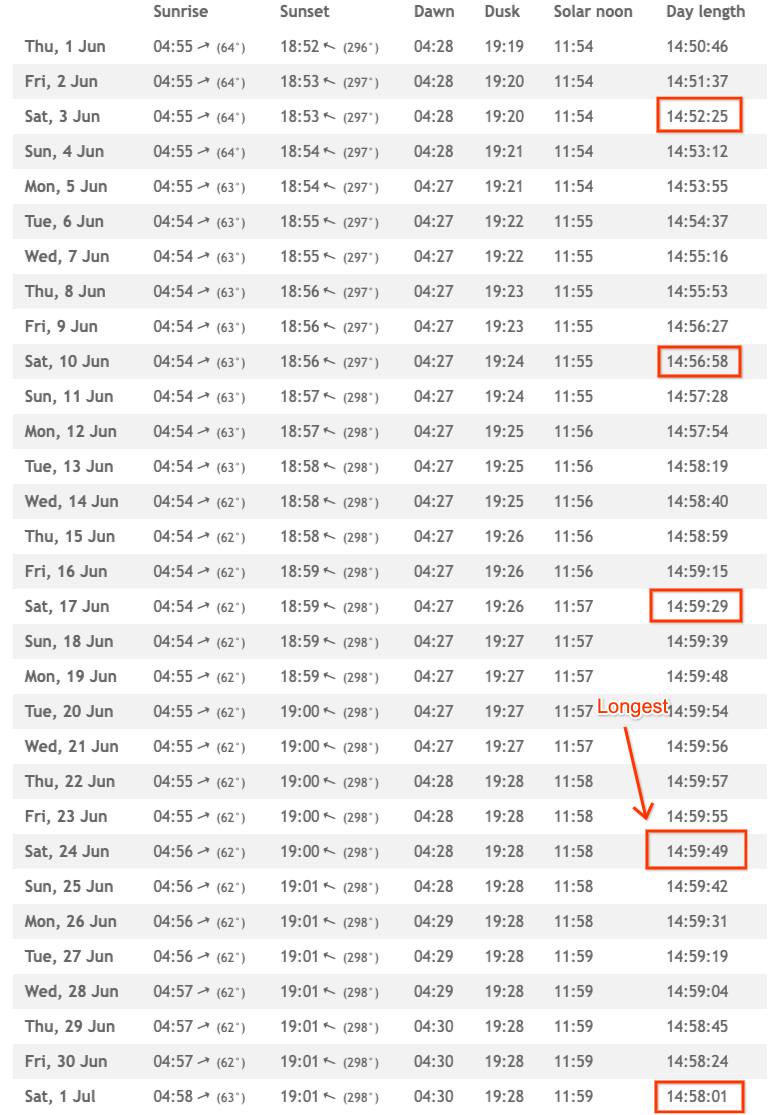 Sunrise Sunset Dawn Dusk Solar noon Day length
Thu, 1 Jun 04:55 (64°) 18:52 (296°) 04:28 19:19 11:54 14:50:46
Fri, 2 Jun 04:55 (64°) 18:53 (297°) 04:28 19:20 11:54 14:51:37
Sat, 3 Jun 04:55 (64°) 18:53 (297°) 04:28 19:20 11:54 14:52:25
Sun, 4 Jun 04:55 (64°) 18:54 (297°) 04:28 19:21 11:54 14:53:12
Mon, 5 Jun 04:55 (63°) 18:54 (297°) 04:27 19:21 11:54 14:53:55
Tue, 6 Jun 04:54 (63°) 18:55 (297°) 04:27 19:22 11:55 14:54:37
Wed, 7 Jun 04:54 (63°) 18:55 (297°) 04:27 19:22 11:55 14:55:16
Thu, 8 Jun 04:54 (63°) 18:56 (297°) 04:27 19:23 11:55 14:55:53
Fri, 9 Jun 04:54 (63°) 18:56 (297°) 04:27 19:23 11:55 14:56:27
Sat, 10 Jun 04:54 (63°) 18:56 (297°) 04:27 19:24 11:55 14:56:58
Sun, 11 Jun 04:54 (63°) 18:57 (298°) 04:27 19:24 11:55 14:57:28
Mon, 12 Jun 04:54 (63°) 18:57 (298°) 04:27 19:25 11:56 14:57:54
Tue, 13 Jun 04:54 (63°) 18:58 (298°) 04:27 19:25 11:56 14:58:19
Wed, 14 Jun 04:54 (62°) 18:58 (298°) 04:27 19:25 11:56 14:58:40
Thu, 15 Jun 04:54 (62°) 18:58 (298°) 04:27 19:26 11:56 14:58:59
Fri, 16 Jun 04:54 (62°) 18:59 (298°) 04:27 19:26 11:56 14:59:15
Sat, 17 Jun 04:54 (62°) 18:59 (298°) 04:27 19:26 11:57 14:59:29
Sun, 18 Jun 04:54 (62°) 18:59 (298°) 04:27 19:27 11:57 14:59:39
Mon, 19 Jun 04:55 (62°) 18:59 (298°) 04:27 19:27 11:57 14:59:48
Tue, 20 Jun 04:55 (62°) 19:00 (298°) 04:27 19:27 11:57 Longest 14:59:54
Wed, 21 Jun 04:55 (62°) 19:00 (298°) 04:27 19:27 11:57 14:59:56
Thu, 22 Jun 04:55 (62°) 19:00 (298°) 04:28 19:28 11:58 14:59:57
Fri, 23 Jun 04:55 (62°) 19:00 (298°) 04:28 19:28 11:58 14:59:55
Sat, 24 Jun 04:56 (62°) 19:00 (298°) 04:28 19:28 11:58 14:59:49
Sun, 25 Jun 04:56 (62°) 19:01 (298°) 04:28 19:28 11:58 14:59:42
Mon, 26 Jun 04:56 (62°) 19:01 (298°) 04:29 19:28 11:58 14:59:31
Tue, 27 Jun 04:56 (62°) 19:01 (298°) 04:29 19:28 11:59 14:59:19
Wed, 28 Jun 04:57 (62°) 19:01 (298°) 04:29 19:28 11:59 14:59:04
Thu, 29 Jun 04:57 (62°) 19:01 (298°) 04:30 19:28 11:59 14:58:45
Fri, 30 Jun 04:57 (62°) 19:01 (298°) 04:30 19:28 11:59 14:58:24
Sat, 1 Jul 04:58 (63°) 19:01 (298°) 04:30 19:28 11:59 14:58:01